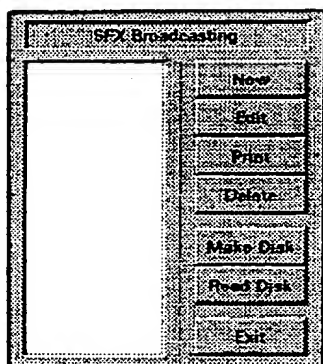 SFX Broadcasting
New
Edit
Print
Delete
Make Disk
Read Disk
Exit